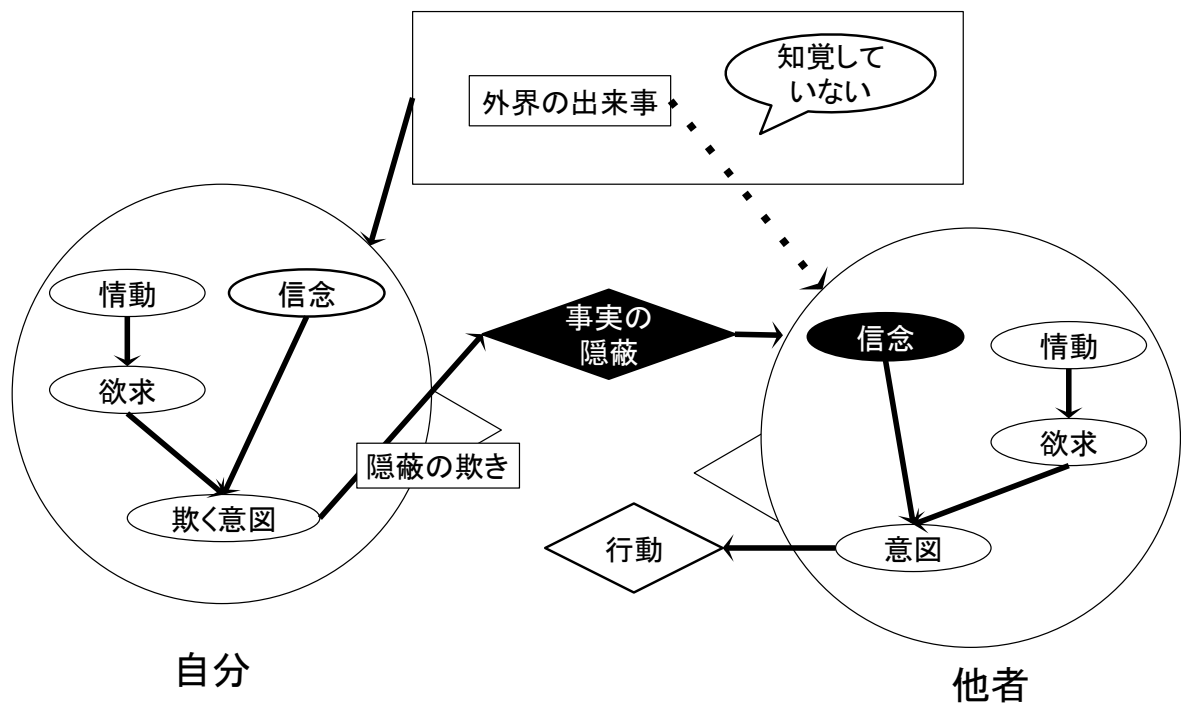 知覚して
いない
外界の出来事
情動
信念
事実の
隠蔽
信念
情動
欲求
欲求
隠蔽の欺き
欺く意図
行動
意図
自分
他者